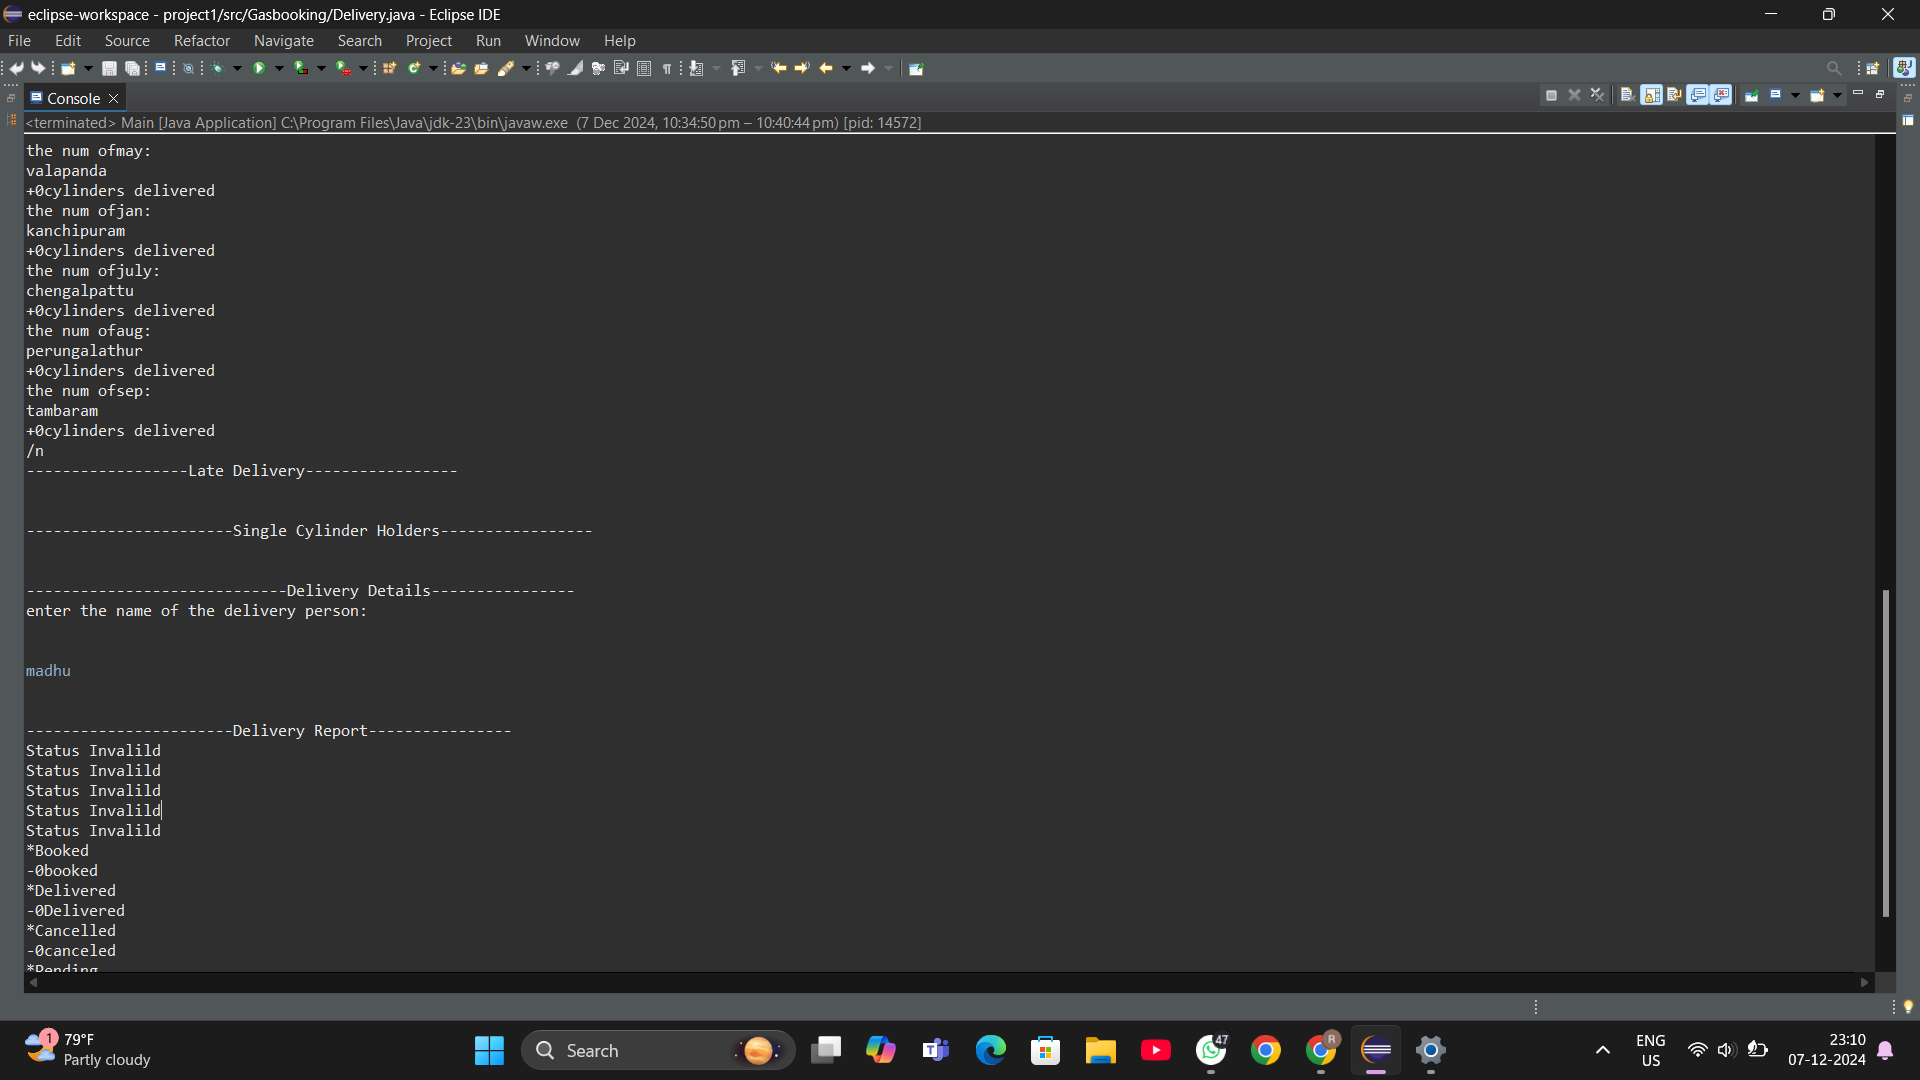 eclipse-workspace - project1/src/Gasbooking/Delivery.java - Eclipse IDE
File Edit Source Refactor Navigate Search Project Run Window Help
Console
<terminated> Main [Java Application] C:\Program Files\Java\jdk-23\bin\javaw.exe (7 Dec 2024, 10:34:50 pm – 10:40:44 pm) [pid: 14572]
the num ofmay:
valapanda
+0cylinders delivered
the num ofjan:
kanchipuram
+0cylinders delivered
the num ofjuly:
chengalpattu
+0cylinders delivered
the num ofaug:
perungalathur
+0cylinders delivered
the num ofsep:
tambaram
+0cylinders delivered
/n
------------------Late Delivery-----------------
-----------------------Single Cylinder Holders-----------------
-----------------------------Delivery Details----------------
enter the name of the delivery person:
madhu
-----------------------Delivery Report----------------
Status Invalild
Status Invalild
Status Invalild
Status Invalild
Status Invalild
*Booked
-0booked
*Delivered
-0Delivered
*Cancelled
-0canceled
*Pending
1
79°F
Partly cloudy
Search
47
R
ENG
US
23:10
07-12-2024